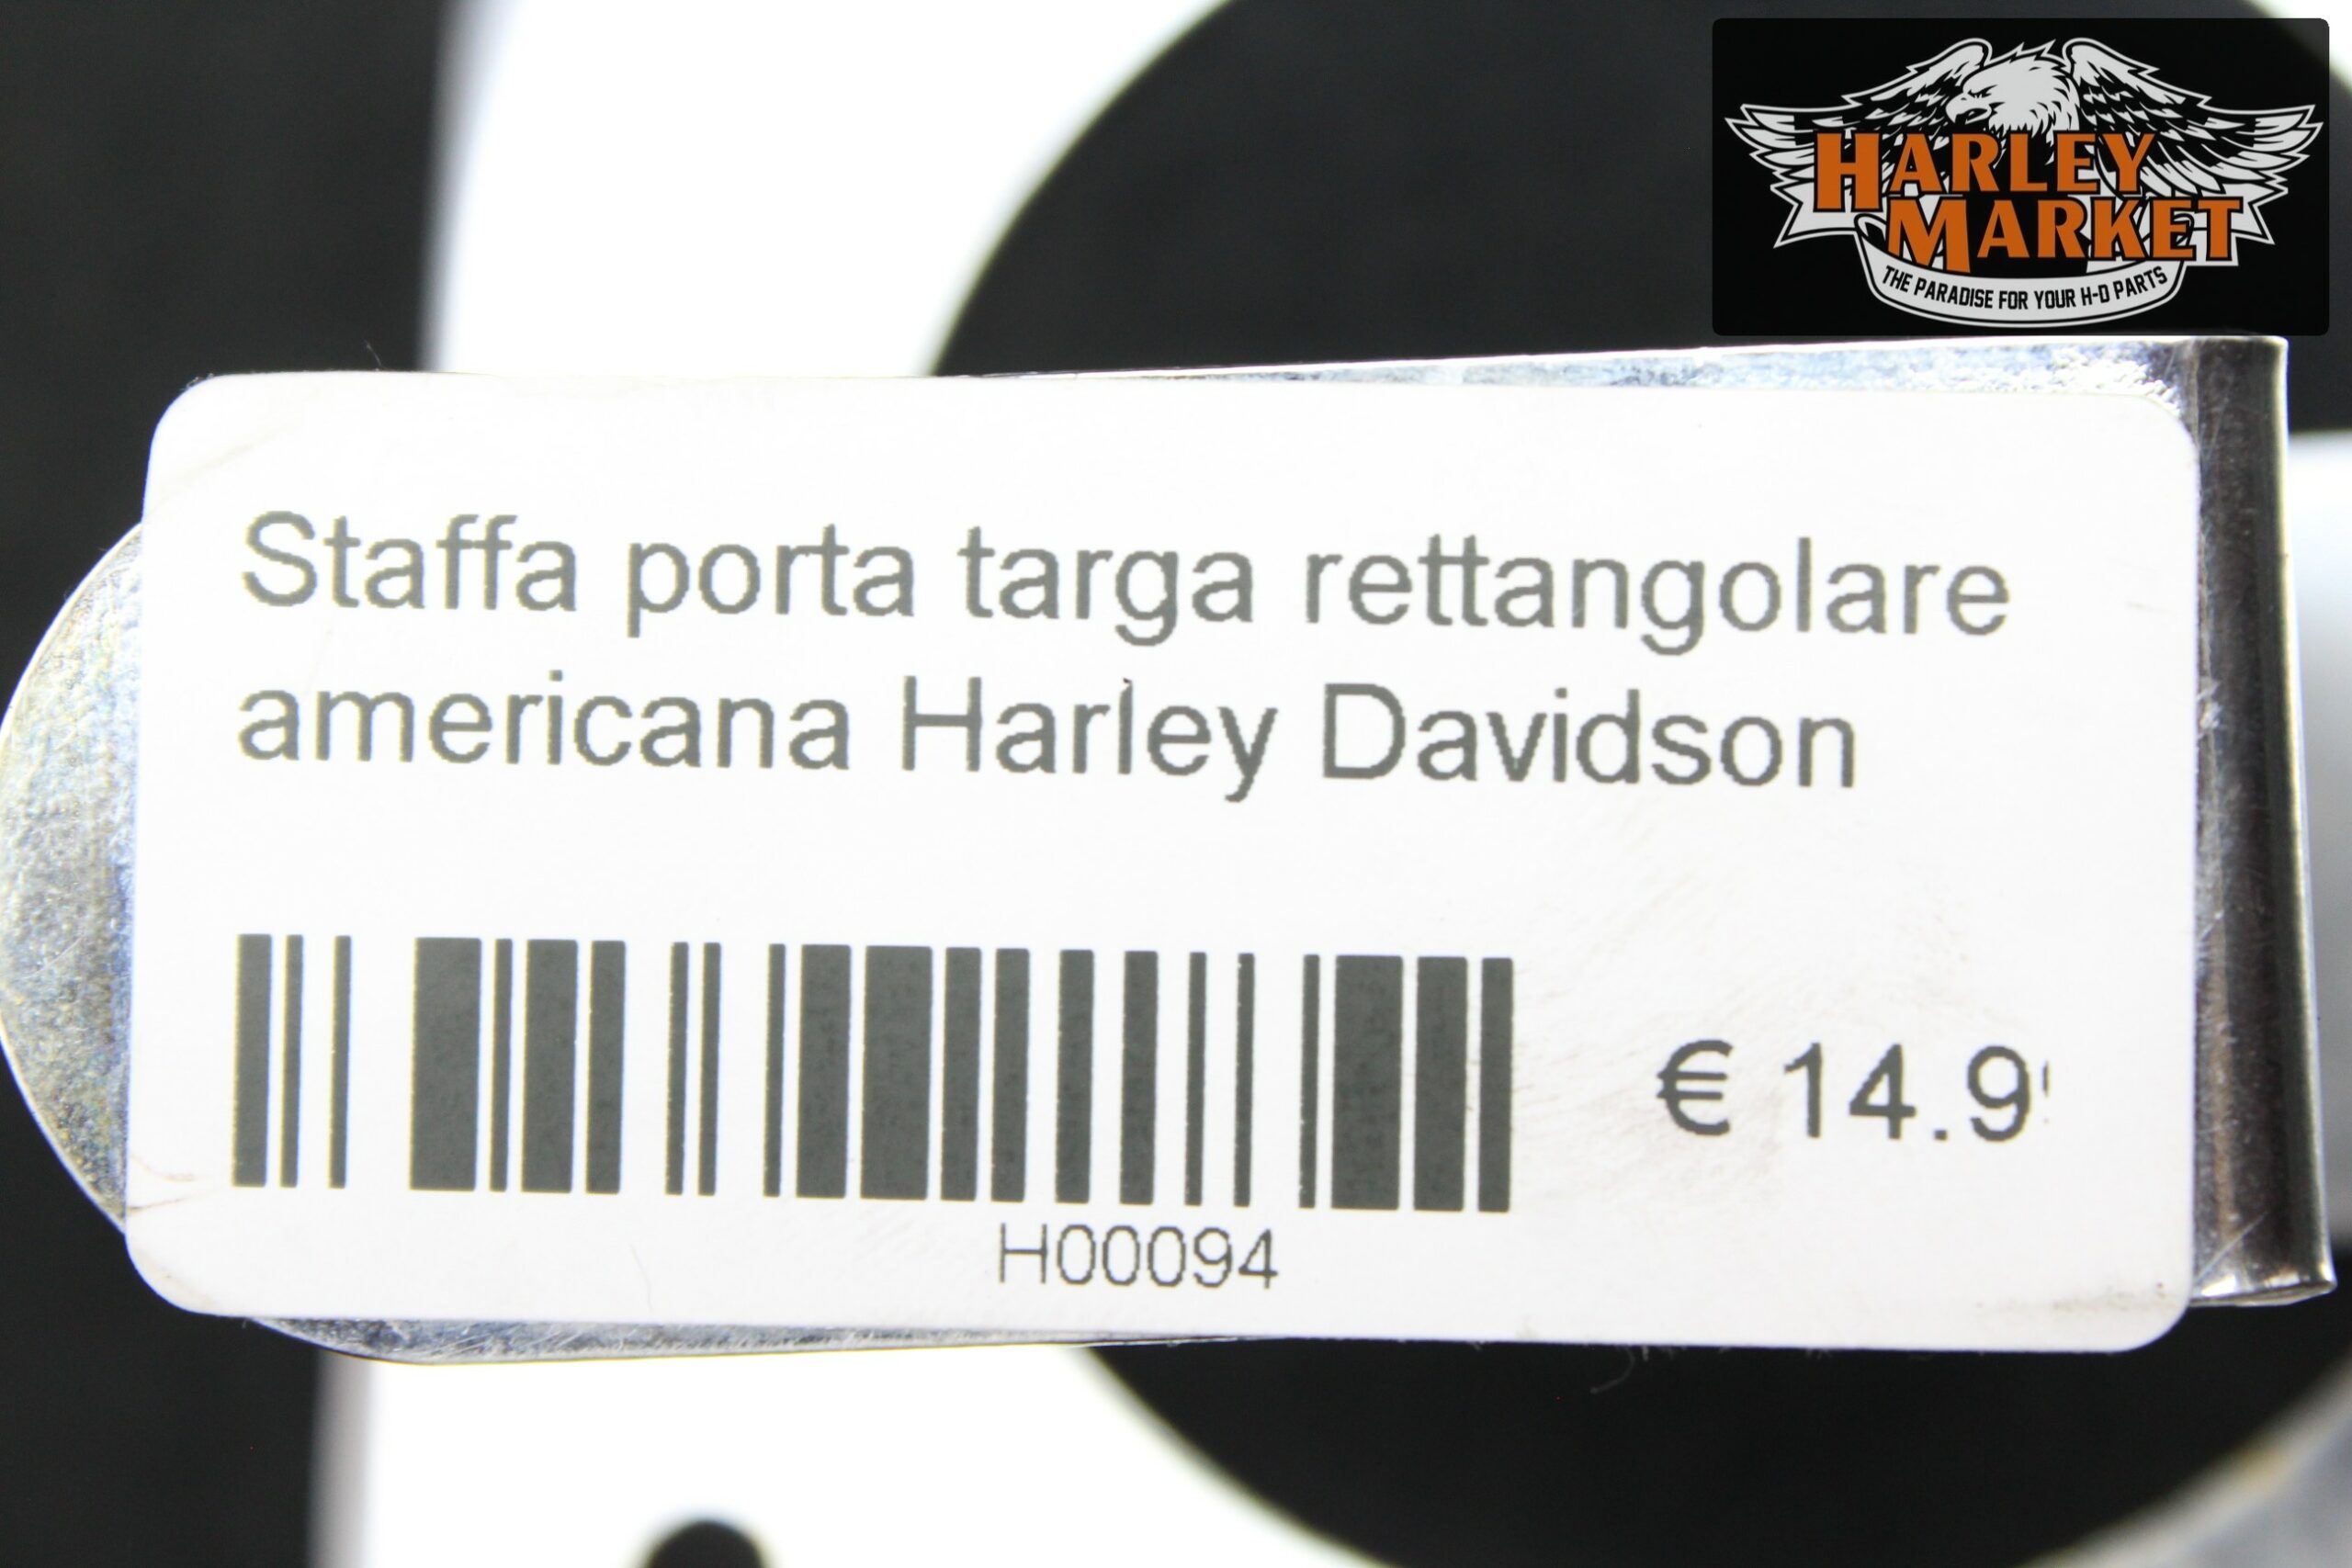 HARLEY
MARKET
THE PARADISE FOR YOUR H-D PARTS
Staffa porta targa rettangolare
americana Harley Davidson
€ 14.9
H00094